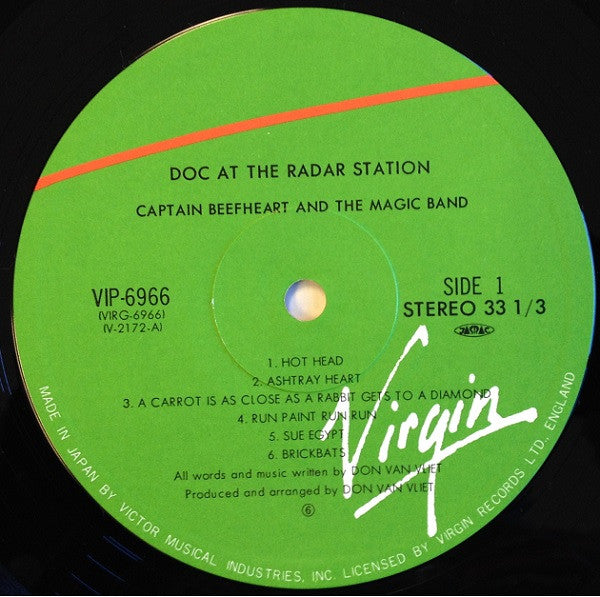 DOC AT THE RADAR STATION
CAPTAIN BEEFHEART AND THE MAGIC BAND
VIP-6966
(VIRG-6966)
(V-2172-A)
SIDE 1
STEREO 33 1/3
JASRAC
1. HOT HEAD
2. ASHTRAY HEART
3. A CARROT IS AS CLOSE AS A RABBIT GETS TO A DIAMOND
4. RUN PAINT RUN RUN
5. SUE EGYPT
6. BRICKBATS
All words and music written by DON VAN VLIET
Produced and arranged by DON VAN VLIET
6
Virgin
MADE IN JAPAN BY VICTOR MUSICAL INDUSTRIES, INC. LICENSED BY VIRGIN RECORDS LTD., ENGLAND